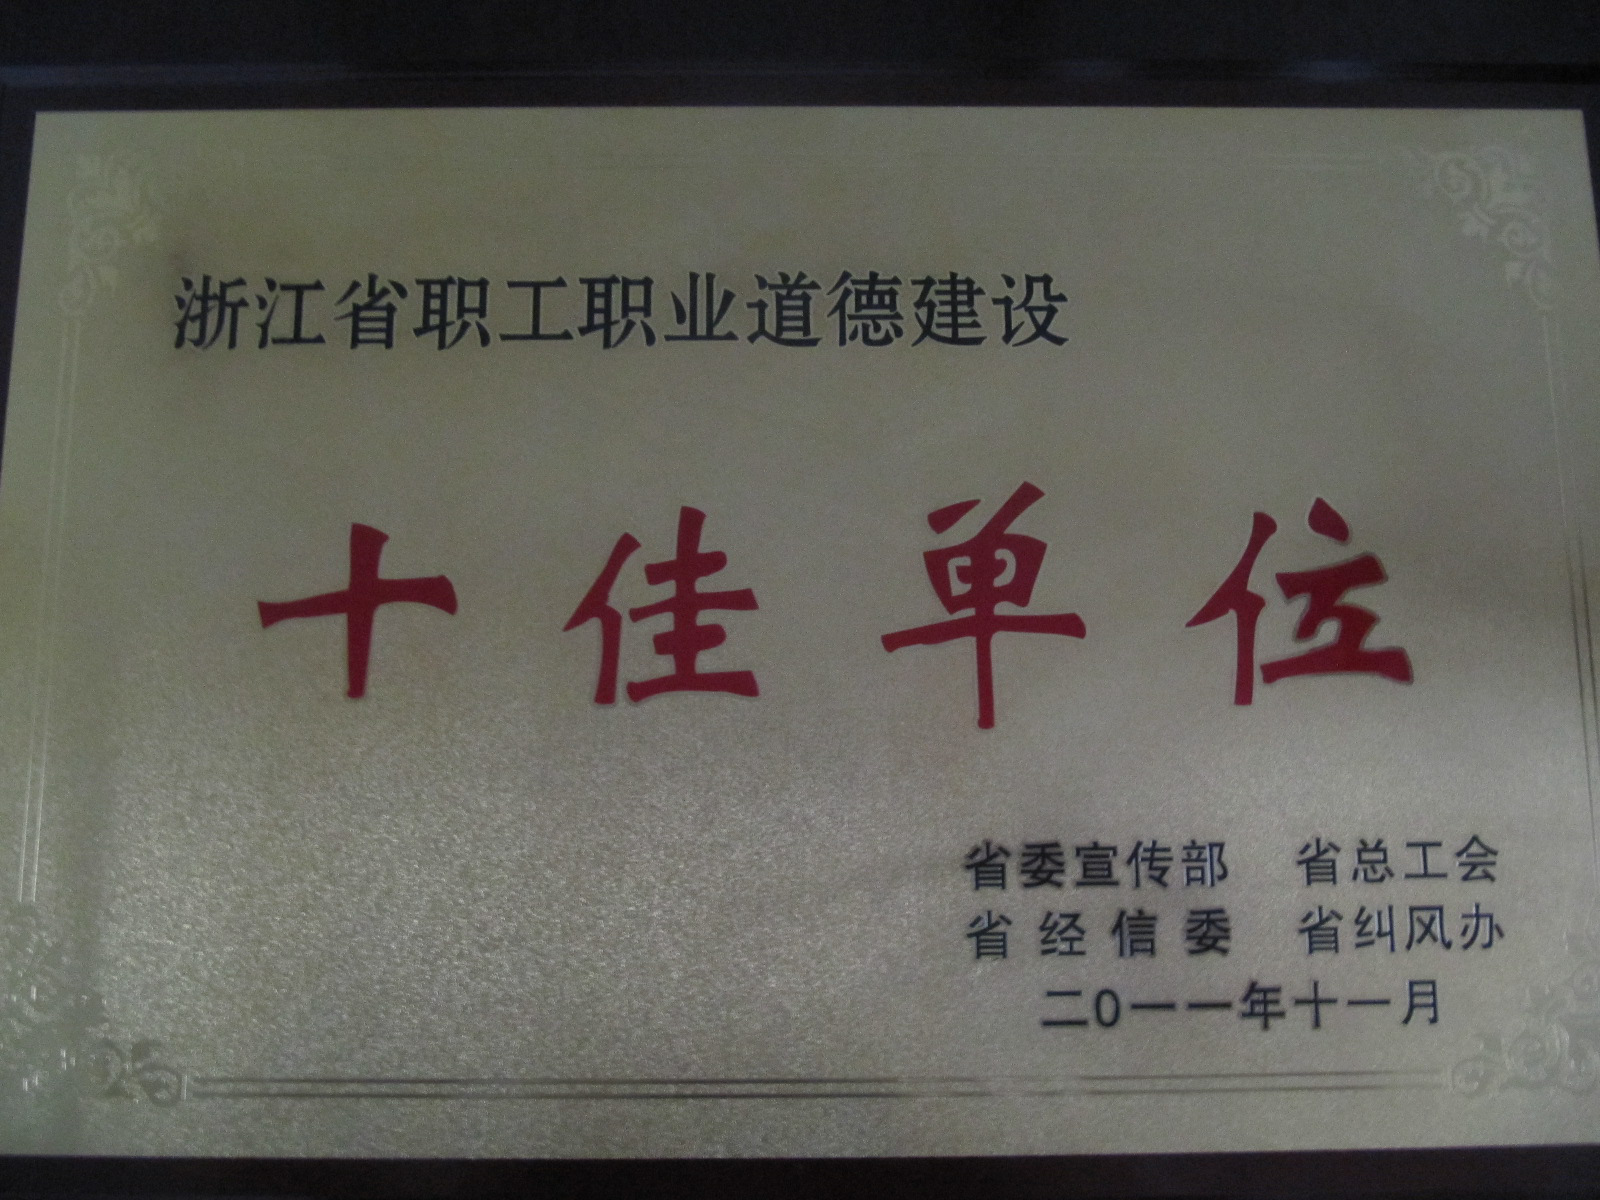 浙江省职工职业道德建设
十佳单位
省委宣传部 省总工会
省经信委 省纠风办
二0一一年十一月